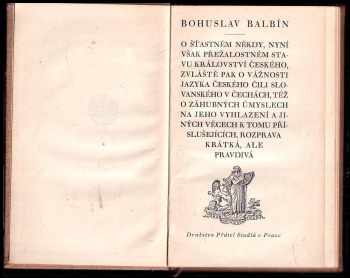 BOHUSLAV BALBÍN
O ŠŤASTNÉM NĚKDY, NYNÍ
VŠAK PŘEŽALOSTNÉM STA-
VU KRÁLOVSTVÍ ČESKÉHO,
ZVLÁŠTĚ PAK O VÁŽNOSTI
JAZYKA ČESKÉHO ČILI SLO-
VANSKÉHO V ČECHÁCH, TÉŽ
O ZÁHUBNÝCH ÚMYSLECH
NA JEHO VYHLAZENÍ A JI-
NÝCH VĚCECH K TOMU PŘÍ-
SLUŠEJÍCÍCH, ROZPRAVA
KRÁTKÁ, ALE
PRAVDIVÁ
Družstvo Přátel Studia v Praze